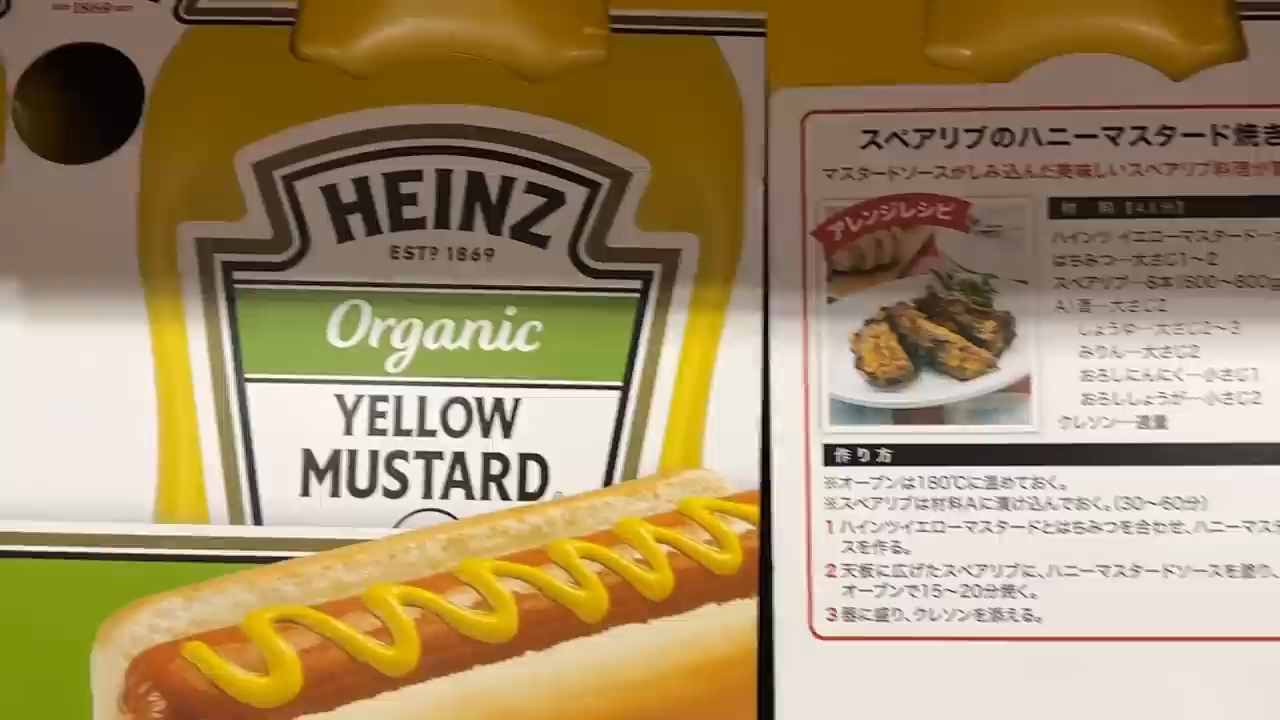 1869
HEINZ
ESTD 1869
Organic
YELLOW
MUSTARD
スペアリブのハニーマスタード焼き
マスタードソースがしみ込んだ美味しいスペアリブ料理が
アレンジレシピ
材 料【4人分】
ハインツ イエローマスタード…
はちみつ…大さじ1〜2
スペアリブ…8本(600〜800g
A)酒…大さじ2
しょうゆ…大さじ2〜3
みりん…大さじ2
おろしにんにく…小さじ1
おろししょうが…小さじ2
クレソン…適量
作り方
※オーブンは180℃に温めておく。
※スペアリブは材料Aに漬け込んでおく。(30〜60分)
1 ハインツイエローマスタードとはちみつを合わせ、ハニーマス
スを作る。
2 天板に広げたスペアリブに、ハニーマスタードソースを塗り、
オーブンで15〜20分焼く。
3 器に盛り、クレソンを添える。